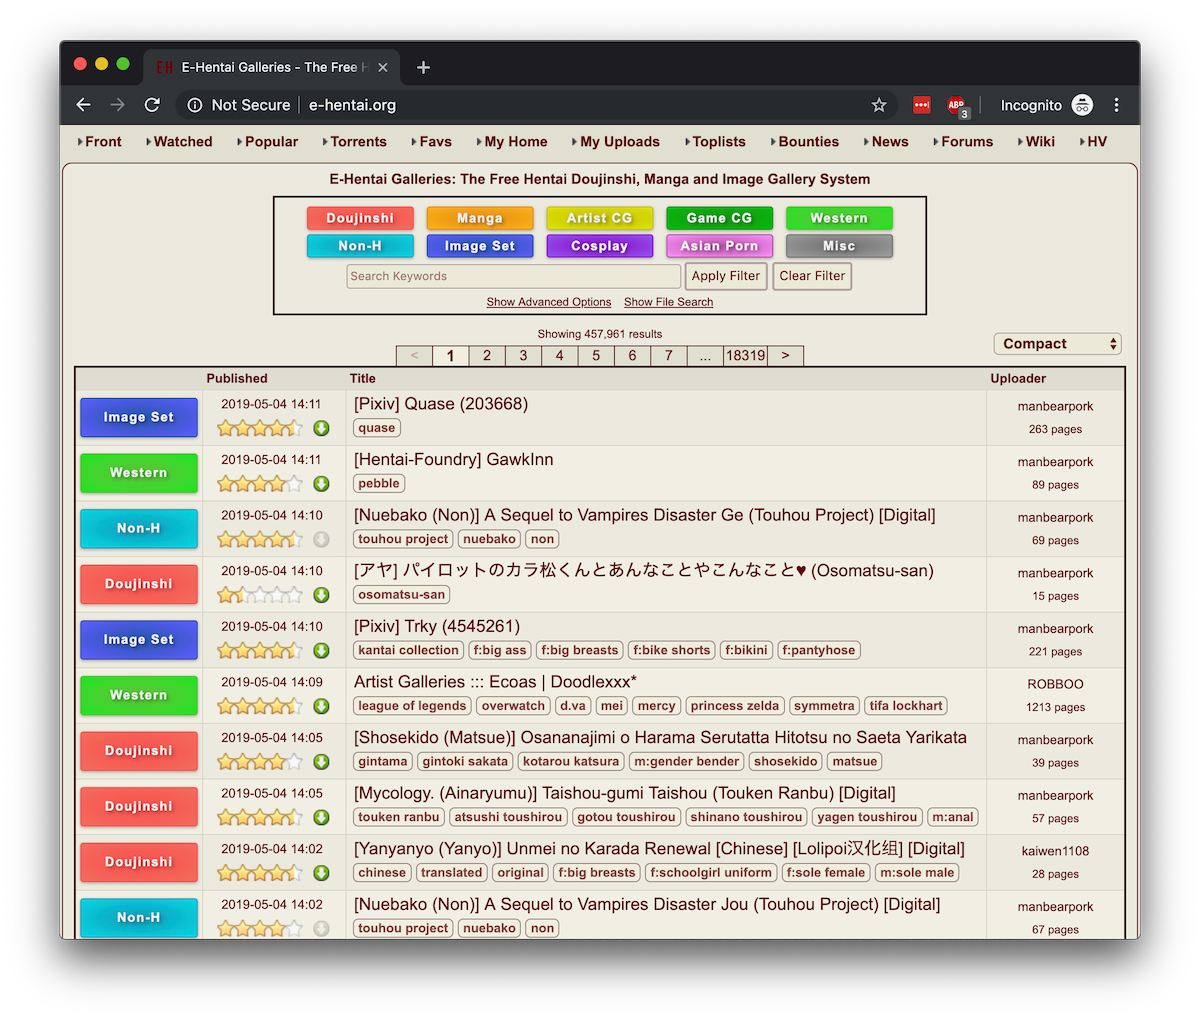 E-Hentai Galleries - The Free H
Not Secure e-hentai.org ABP 3 Incognito
Front Watched Popular Torrents Favs My Home My Uploads Toplists Bounties News Forums Wiki HV
E-Hentai Galleries: The Free Hentai Doujinshi, Manga and Image Gallery System
Doujinshi Manga Artist CG Game CG Western
Non-H Image Set Cosplay Asian Porn Misc
Search Keywords Apply Filter Clear Filter
Show Advanced Options Show File Search
Showing 457,961 results
< 1 2 3 4 5 6 7 ... 18319 >
Compact
Published Title Uploader
Image Set 2019-05-04 14:11 [Pixiv] Quase (203668) manbearpork
quase 263 pages
Western 2019-05-04 14:11 [Hentai-Foundry] GawkInn manbearpork
pebble 89 pages
Non-H 2019-05-04 14:10 [Nuebako (Non)] A Sequel to Vampires Disaster Ge (Touhou Project) [Digital] manbearpork
touhou project nuebako non 69 pages
Doujinshi 2019-05-04 14:10 [アヤ] パイロットのカラ松くんとあんなことやこんなこと♥ (Osomatsu-san) manbearpork
osomatsu-san 15 pages
Image Set 2019-05-04 14:10 [Pixiv] Trky (4545261) manbearpork
kantai collection f:big ass f:big breasts f:bike shorts f:bikini f:pantyhose 221 pages
Western 2019-05-04 14:09 Artist Galleries ::: Ecoas | Doodlexxx* ROBBOO
league of legends overwatch d.va mei mercy princess zelda symmetra tifa lockhart 1213 pages
Doujinshi 2019-05-04 14:05 [Shosekido (Matsue)] Osananajimi o Harama Serutatta Hitotsu no Saeta Yarikata manbearpork
gintama gintoki sakata kotarou katsura m:gender bender shosekido matsue 39 pages
Doujinshi 2019-05-04 14:05 [Mycology. (Ainaryumu)] Taishou-gumi Taishou (Touken Ranbu) [Digital] manbearpork
touken ranbu atsushi toushirou gotou toushirou shinano toushirou yagen toushirou m:anal 57 pages
Doujinshi 2019-05-04 14:02 [Yanyanyo (Yanyo)] Unmei no Karada Renewal [Chinese] [Lolipoi汉化组] [Digital] kaiwen1108
chinese translated original f:big breasts f:schoolgirl uniform f:sole female m:sole male 28 pages
Non-H 2019-05-04 14:02 [Nuebako (Non)] A Sequel to Vampires Disaster Jou (Touhou Project) [Digital] manbearpork
touhou project nuebako non 67 pages